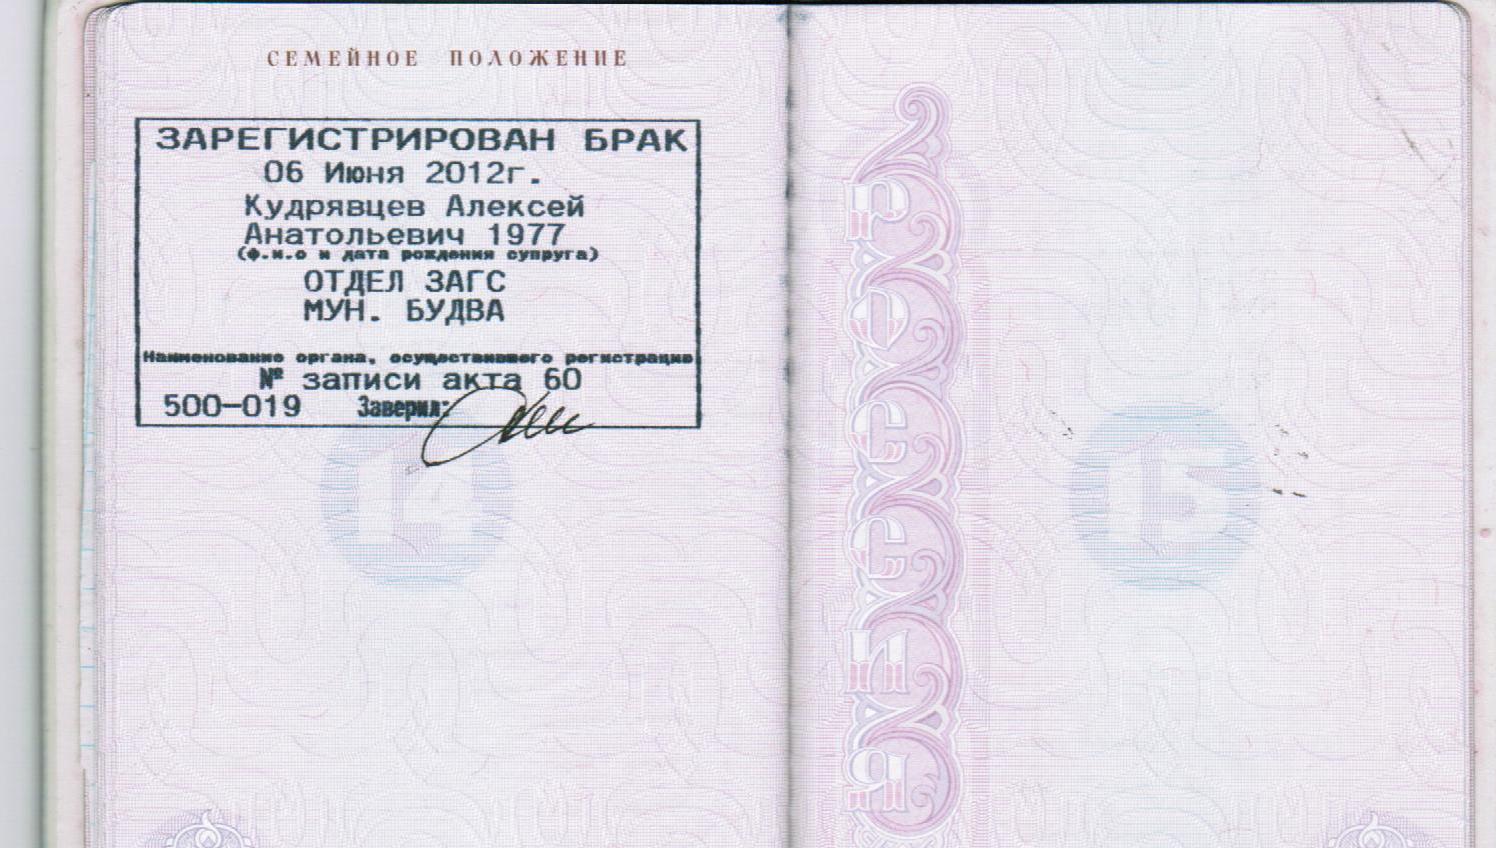 СЕМЕЙНОЕ ПОЛОЖЕНИЕ
ЗАРЕГИСТРИРОВАН БРАК
06 Июня 2012г.
Кудрявцев Алексей
Анатольевич 1977
(ф.и.о и дата рождения супруга)
ОТДЕЛ ЗАГС
МУН. БУДВА
Наименование органа, осуществившего регистрацию
№ записи акта 60
500-019 Заверил:
14
РОССИЯ
15